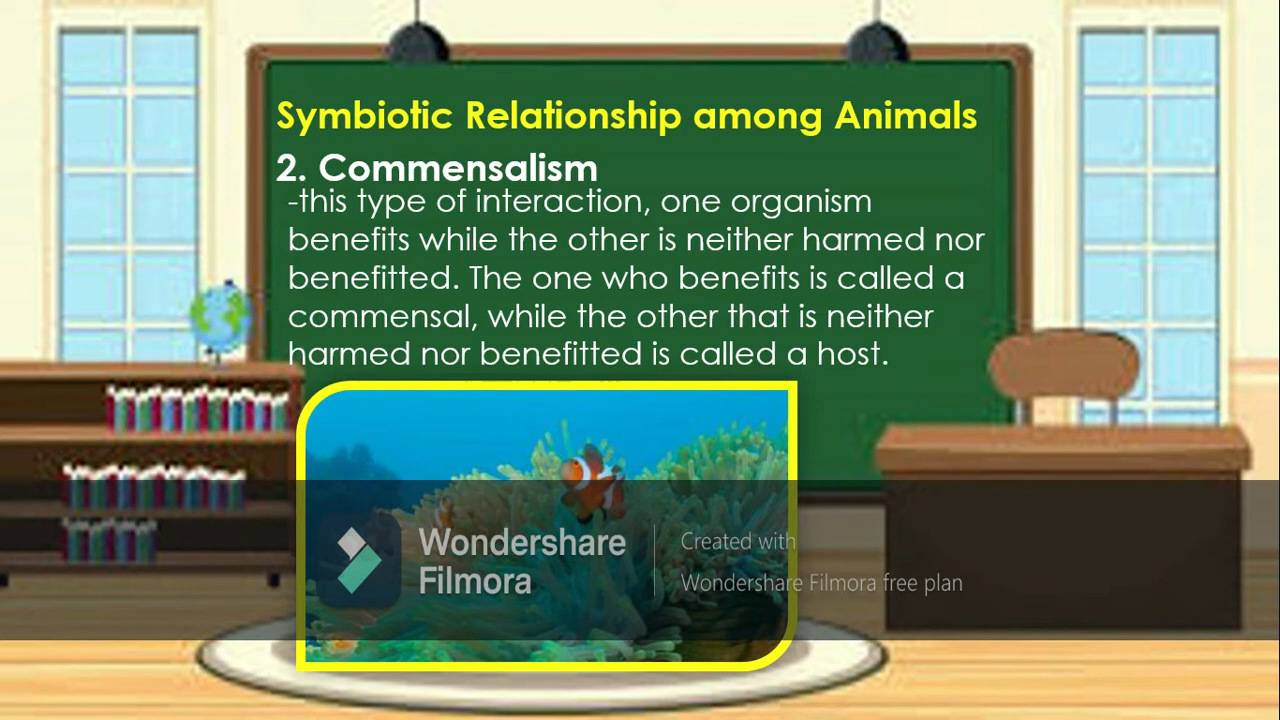 Symbiotic Relationship among Animals
2. Commensalism
-this type of interaction, one organism
benefits while the other is neither harmed nor
benefitted. The one who benefits is called a
commensal, while the other that is neither
harmed nor benefitted is called a host.
Wondershare
Filmora
Created with
Wondershare Filmora free plan